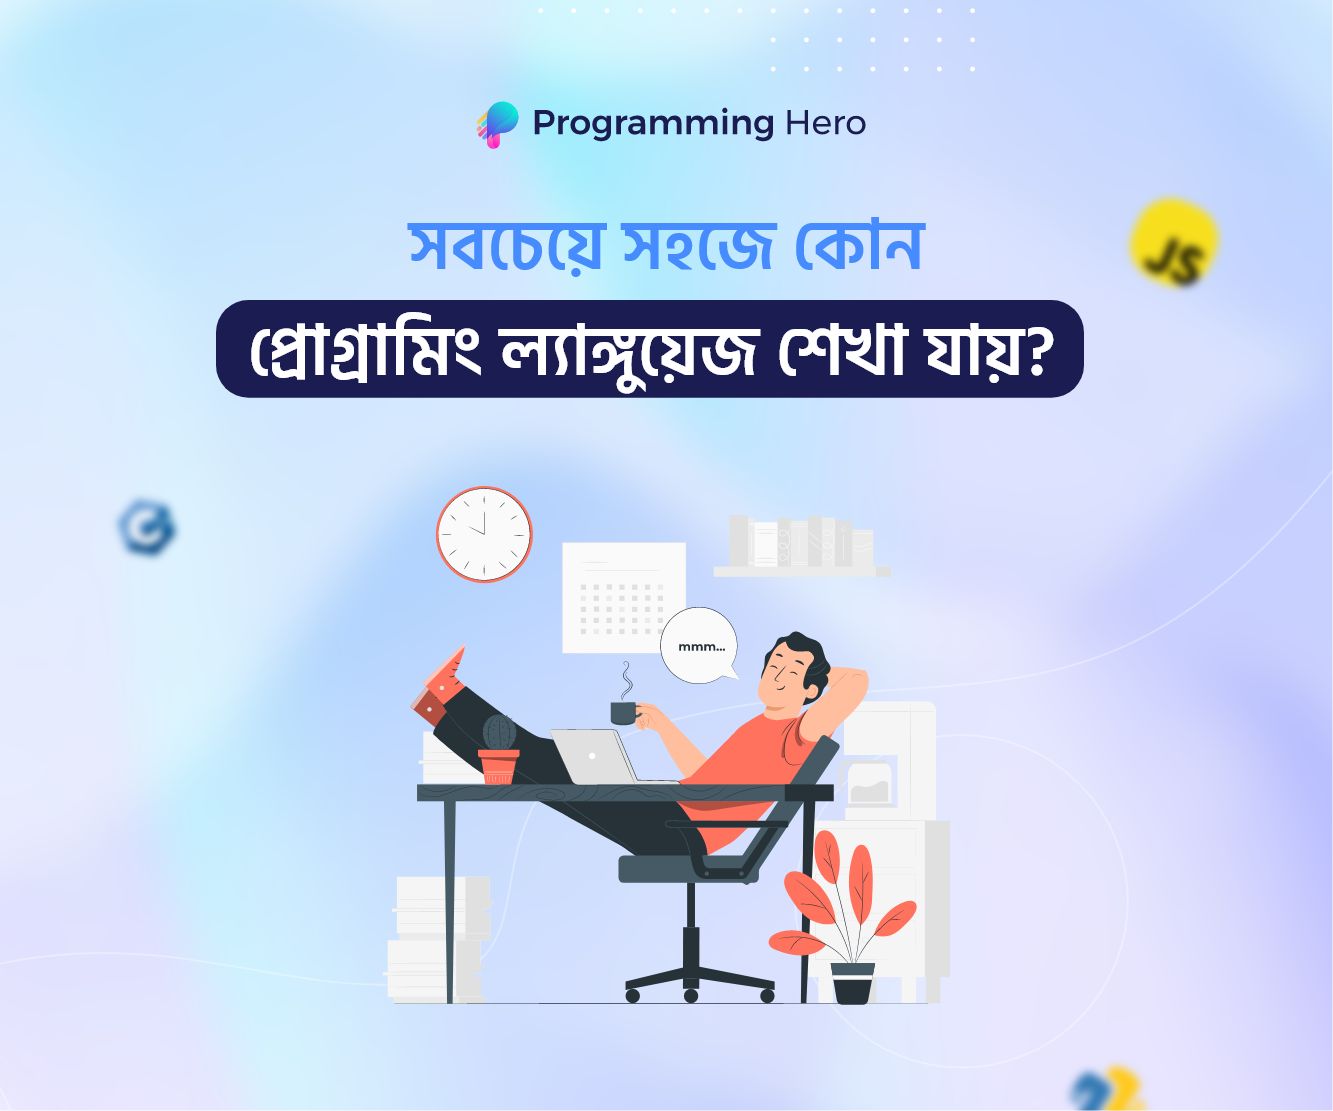 Programming Hero
সবচেয়ে সহজে কোন
প্রোগ্রামিং ল্যাঙ্গুয়েজ শেখা যায়?
JS
C
mmm...